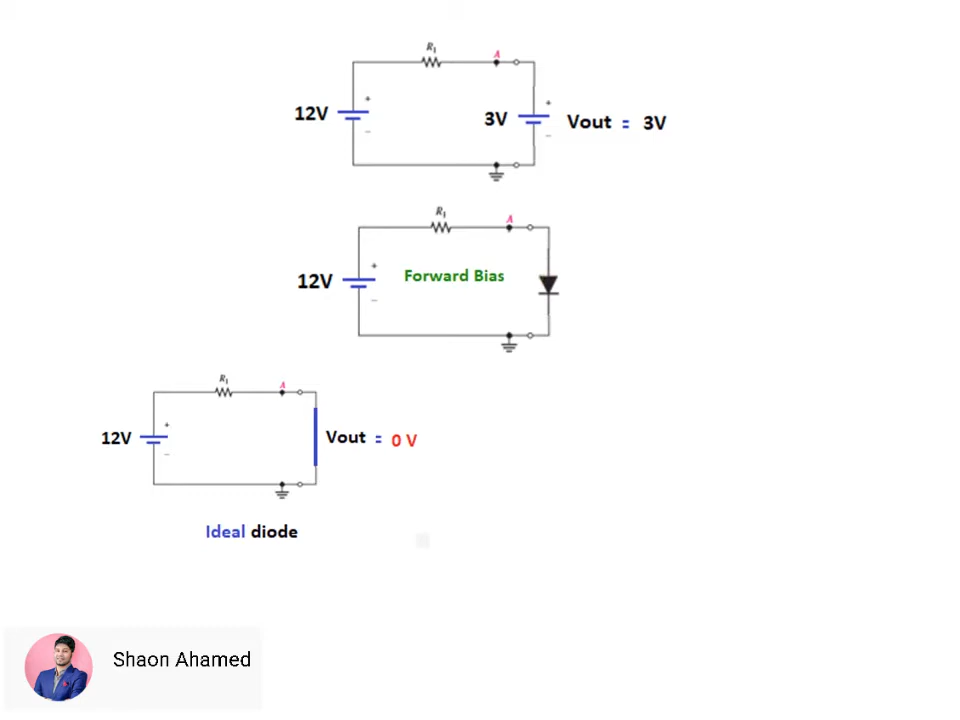 R1
A
12V
+
−
3V
+
−
Vout = 3V
R1
A
12V
+
−
Forward Bias
R1
A
12V
+
−
Vout = 0 V
Ideal diode
Shaon Ahamed